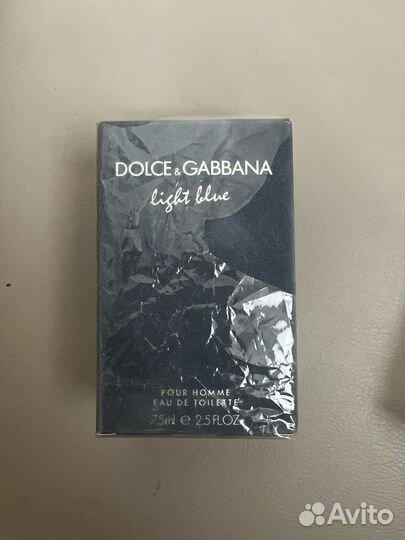 DOLCE & GABBANA
light blue
POUR HOMME
EAU DE TOILETTE
75ml e 2.5 FL.OZ.
Avito